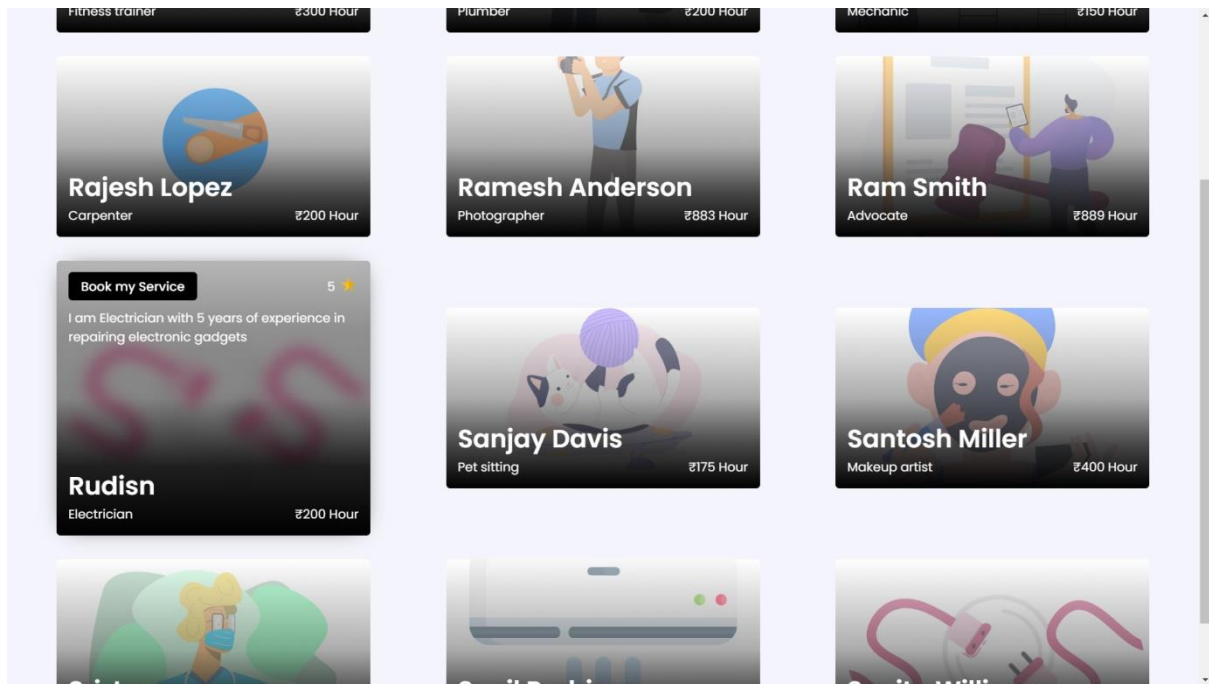 Fitness trainer ₹300 Hour
Plumber ₹200 Hour
Mechanic ₹150 Hour
Rajesh Lopez
Carpenter ₹200 Hour
Ramesh Anderson
Photographer ₹883 Hour
Ram Smith
Advocate ₹889 Hour
Book my Service 5
I am Electrician with 5 years of experience in
repairing electronic gadgets
Rudisn
Electrician ₹200 Hour
Sanjay Davis
Pet sitting ₹175 Hour
Santosh Miller
Makeup artist ₹400 Hour